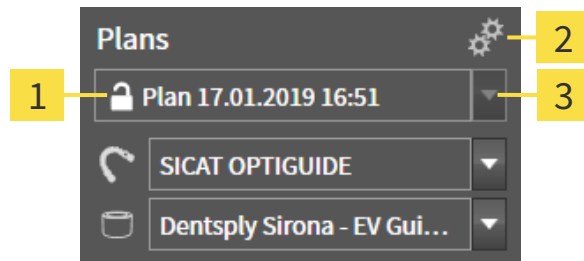 Plans
2
1
Plan 17.01.2019 16:51
3
SICAT OPTIGUIDE
Dentsply Sirona - EV Gui...